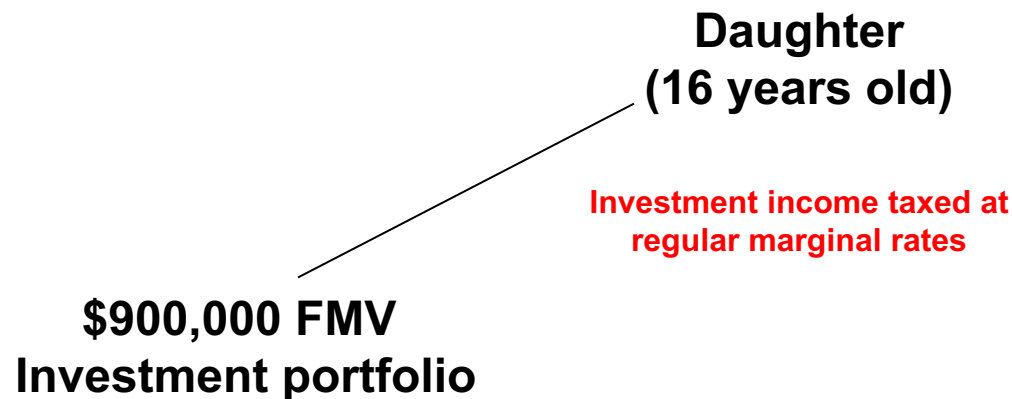 Daughter
(16 years old)
Investment income taxed at
regular marginal rates
$900,000 FMV
Investment portfolio